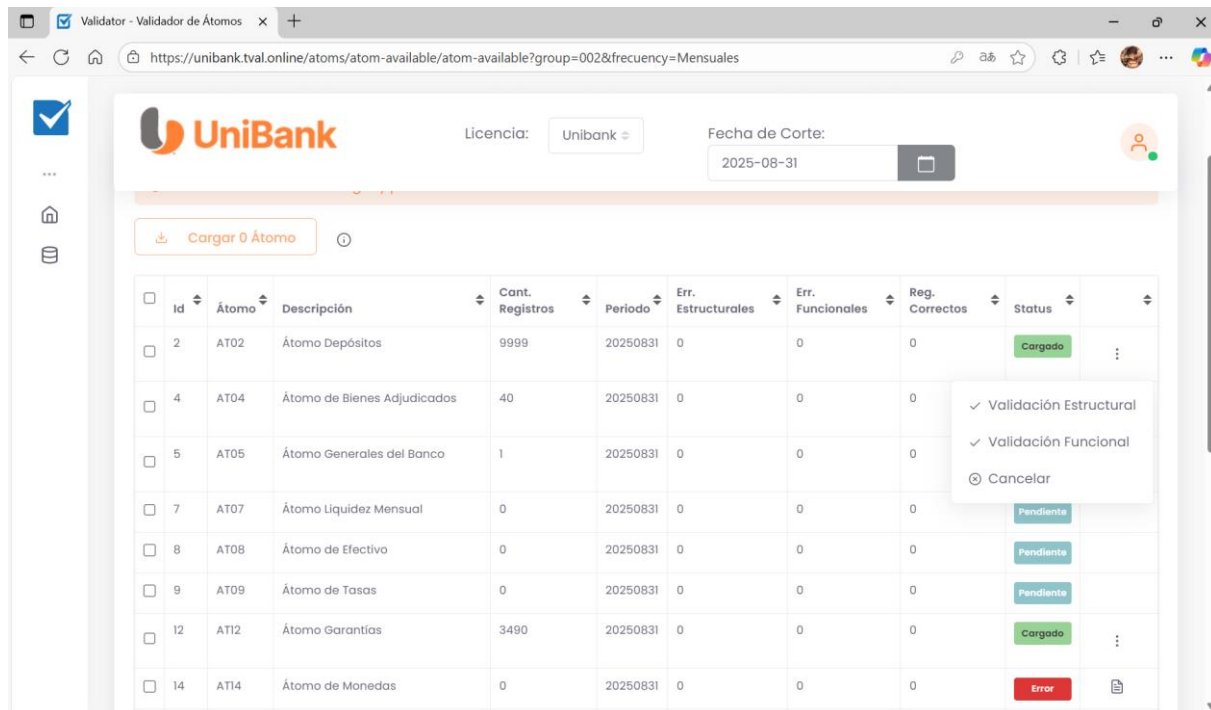 Validator - Validador de Átomos
https://unibank.tval.online/atoms/atom-available/atom-available?group=002&frecuency=Mensuales
UniBank
Licencia:
Unibank
Fecha de Corte:
2025-08-31
Cargar 0 Átomo
Id Átomo Descripción Cant. Registros Periodo Err. Estructurales Err. Funcionales Reg. Correctos Status
2 AT02 Átomo Depósitos 9999 20250831 0 0 0 Cargado
4 AT04 Átomo de Bienes Adjudicados 40 20250831 0 0 0
5 AT05 Átomo Generales del Banco 1 20250831 0 0 0
Validación Estructural
Validación Funcional
Cancelar
7 AT07 Átomo Liquidez Mensual 0 20250831 0 0 0 Pendiente
8 AT08 Átomo de Efectivo 0 20250831 0 0 0 Pendiente
9 AT09 Átomo de Tasas 0 20250831 0 0 0 Pendiente
12 AT12 Átomo Garantías 3490 20250831 0 0 0 Cargado
14 AT14 Átomo de Monedas 0 20250831 0 0 0 Error